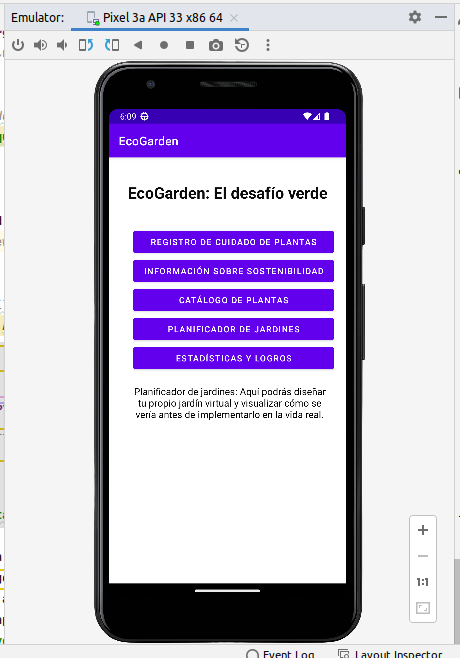 Emulator: Pixel 3a API 33 x86 64
6:09
EcoGarden
EcoGarden: El desafío verde
REGISTRO DE CUIDADO DE PLANTAS
INFORMACIÓN SOBRE SOSTENIBILIDAD
CATÁLOGO DE PLANTAS
PLANIFICADOR DE JARDINES
ESTADÍSTICAS Y LOGROS
Planificador de jardines: Aquí podrás diseñar
tu propio jardín virtual y visualizar cómo se
vería antes de implementarlo en la vida real.
1:1
Event Log Layout Inspector